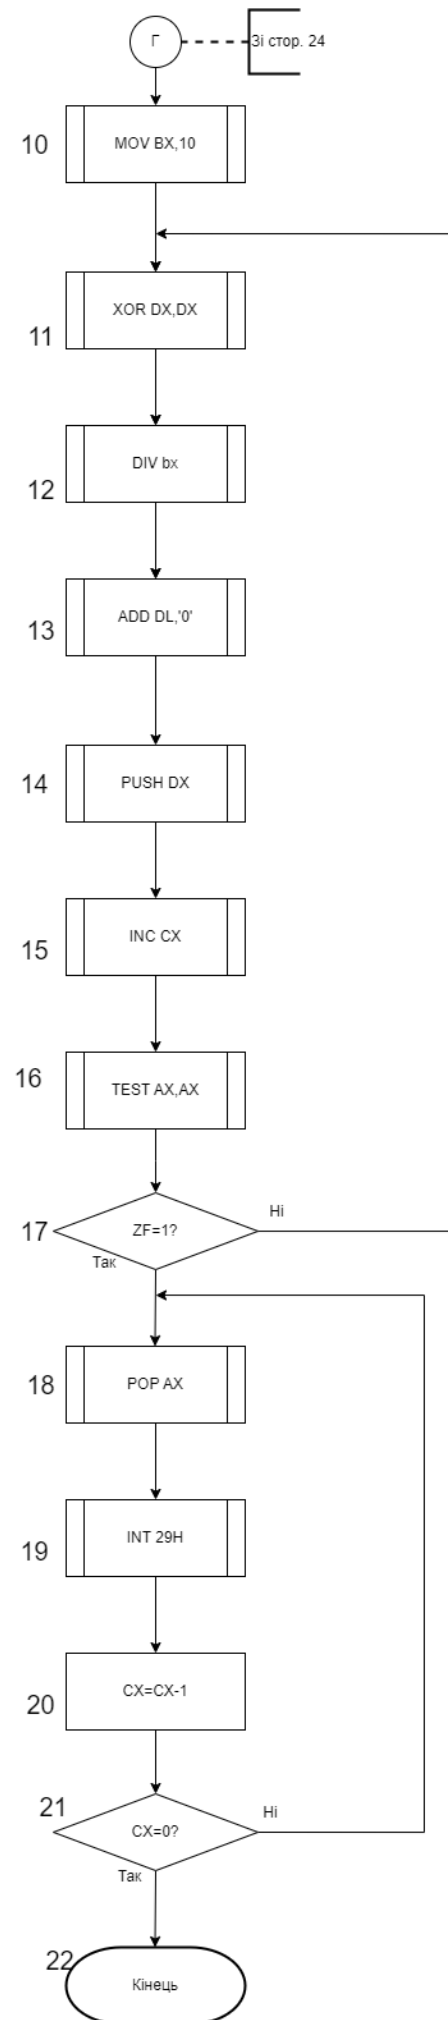 Г
Зі стор. 24
10
MOV BX,10
11
XOR DX,DX
12
DIV bx
13
ADD DL,'0'
14
PUSH DX
15
INC CX
16
TEST AX,AX
17
ZF=1?
Ні
Так
18
POP AX
19
INT 29H
20
CX=CX-1
21
CX=0?
Ні
Так
22
Кінець